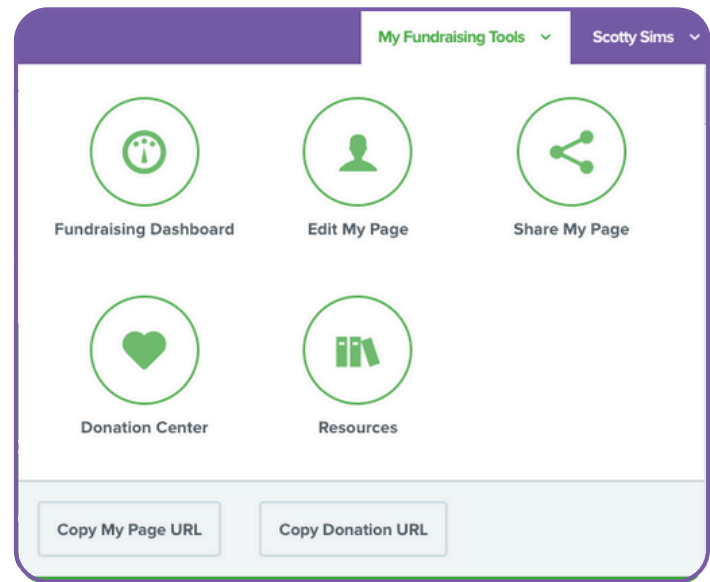 My Fundraising Tools
Scotty Sims
Fundraising Dashboard
Edit My Page
Share My Page
Donation Center
Resources
Copy My Page URL
Copy Donation URL